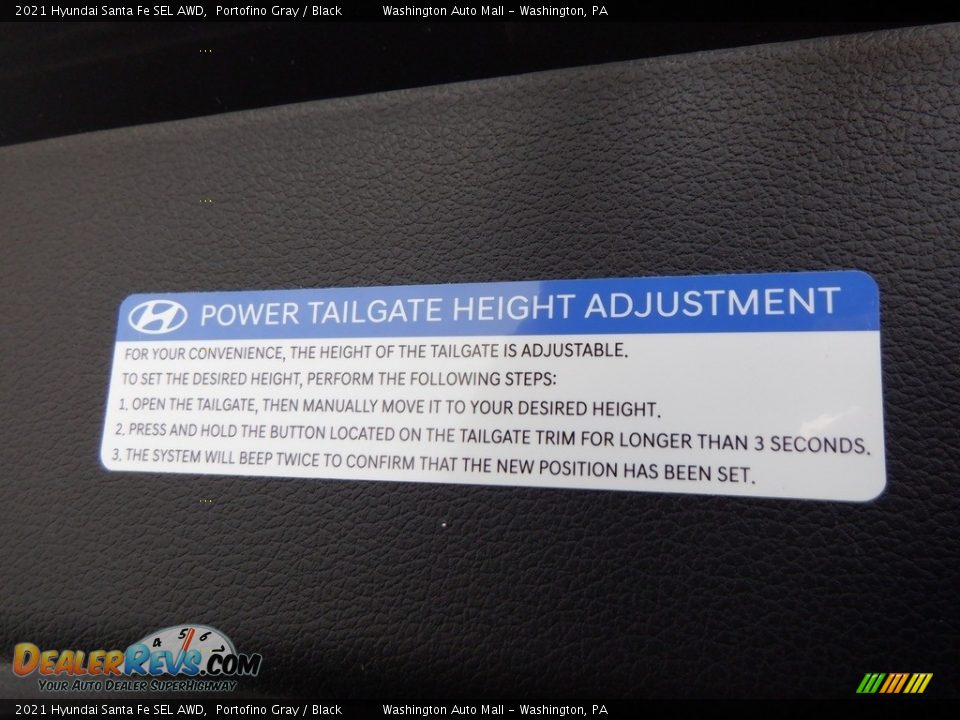 2021 Hyundai Santa Fe SEL AWD, Portofino Gray / Black Washington Auto Mall - Washington, PA
POWER TAILGATE HEIGHT ADJUSTMENT
FOR YOUR CONVENIENCE, THE HEIGHT OF THE TAILGATE IS ADJUSTABLE.
TO SET THE DESIRED HEIGHT, PERFORM THE FOLLOWING STEPS:
1. OPEN THE TAILGATE, THEN MANUALLY MOVE IT TO YOUR DESIRED HEIGHT.
2. PRESS AND HOLD THE BUTTON LOCATED ON THE TAILGATE TRIM FOR LONGER THAN 3 SECONDS.
3. THE SYSTEM WILL BEEP TWICE TO CONFIRM THAT THE NEW POSITION HAS BEEN SET.
4 5 6
DEALERREVS.COM
YOUR AUTO DEALER SUPERHIGHWAY
2021 Hyundai Santa Fe SEL AWD, Portofino Gray / Black Washington Auto Mall - Washington, PA